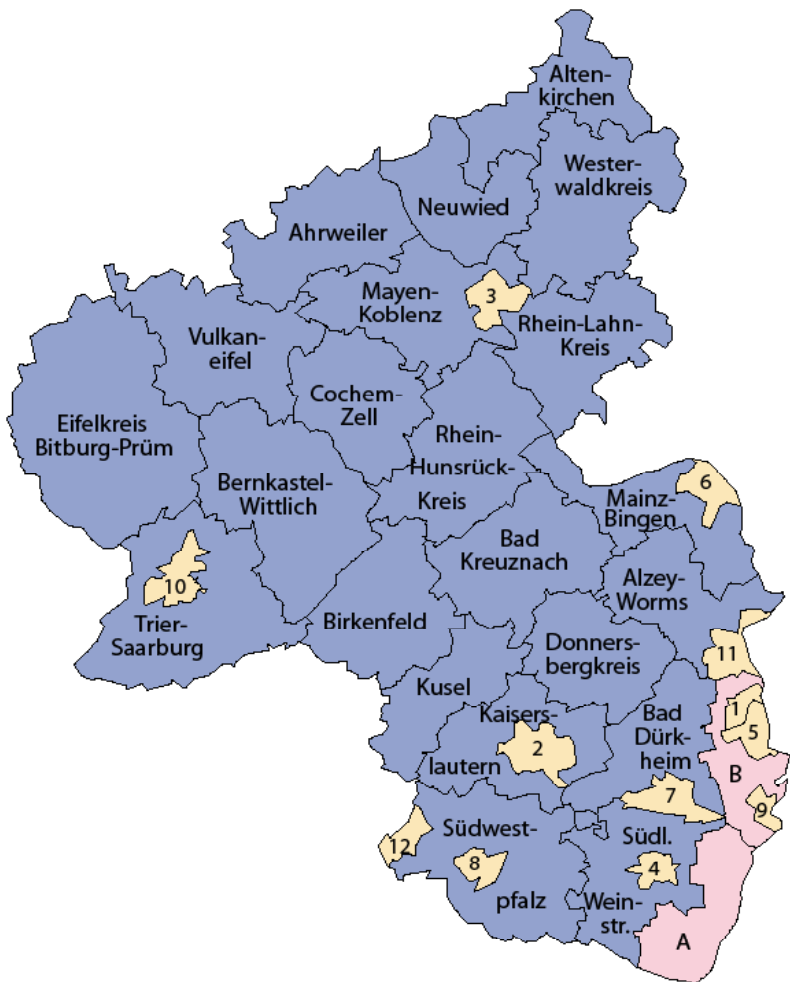 Alten-
kirchen
Wester-
waldkreis
Neuwied
Ahrweiler
Mayen-
Koblenz
3
Rhein-Lahn-
Kreis
Vulkan-
eifel
Cochem-
Zell
Eifelkreis
Bitburg-Prüm
Rhein-
Hunsrück-
Kreis
Bernkastel-
Wittlich
6
Mainz-
Bingen
Bad
Kreuznach
10
Alzey-
Worms
Trier-
Saarburg
Birkenfeld
Donners-
bergkreis
11
Kusel
Kaisers-
lautern
2
Bad
Dürk-
heim
1
5
B
7
9
Südwest-
pfalz
12
8
Südl.
Wein-
str.
4
A